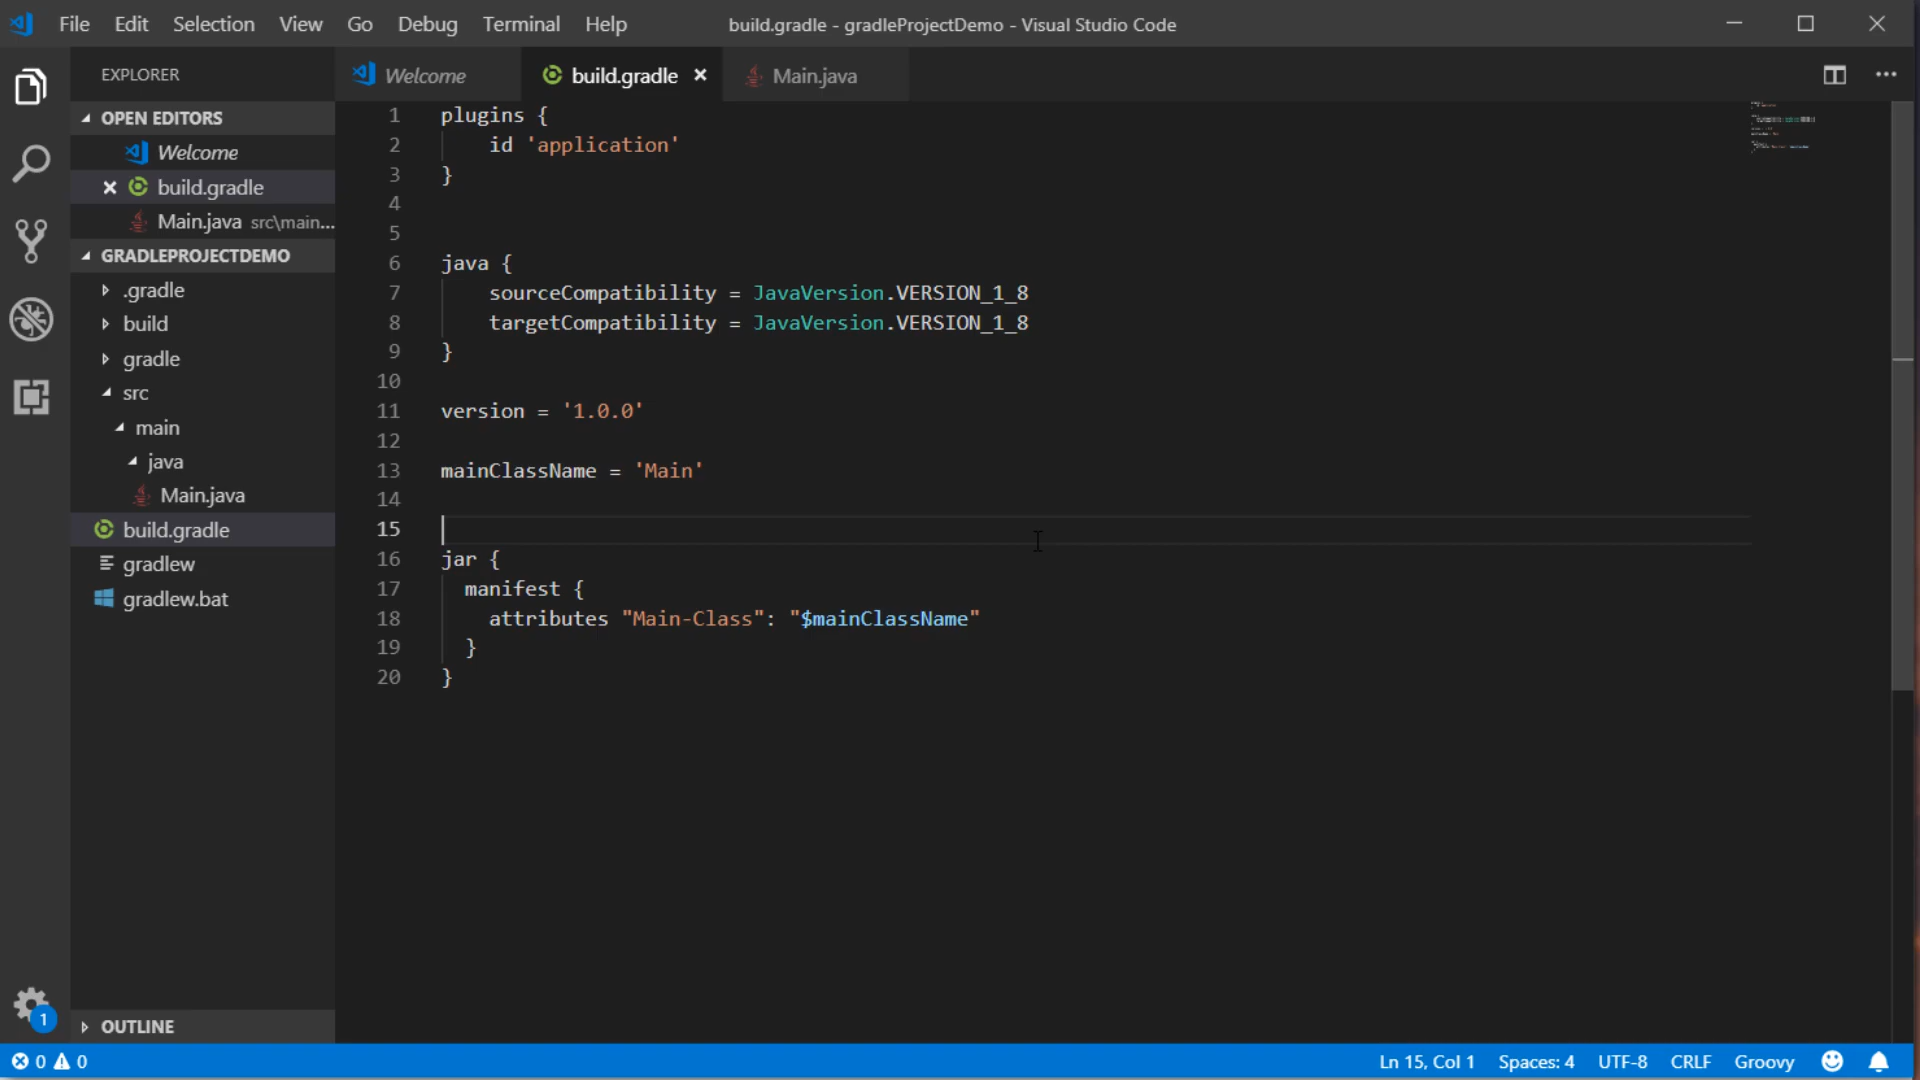 File Edit Selection View Go Debug Terminal Help build.gradle - gradleProjectDemo - Visual Studio Code
EXPLORER
OPEN EDITORS
Welcome
build.gradle
Main.java src\main...
GRADLEPROJECTDEMO
.gradle
build
gradle
src
main
java
Main.java
build.gradle
gradlew
gradlew.bat
OUTLINE
Welcome build.gradle Main.java
1 plugins {
2 id 'application'
3 }
4
5
6 java {
7 sourceCompatibility = JavaVersion.VERSION_1_8
8 targetCompatibility = JavaVersion.VERSION_1_8
9 }
10
11 version = '1.0.0'
12
13 mainClassName = 'Main'
14
15
16 jar {
17 manifest {
18 attributes "Main-Class": "$mainClassName"
19 }
20 }
1
0 0 Ln 15, Col 1 Spaces: 4 UTF-8 CRLF Groovy